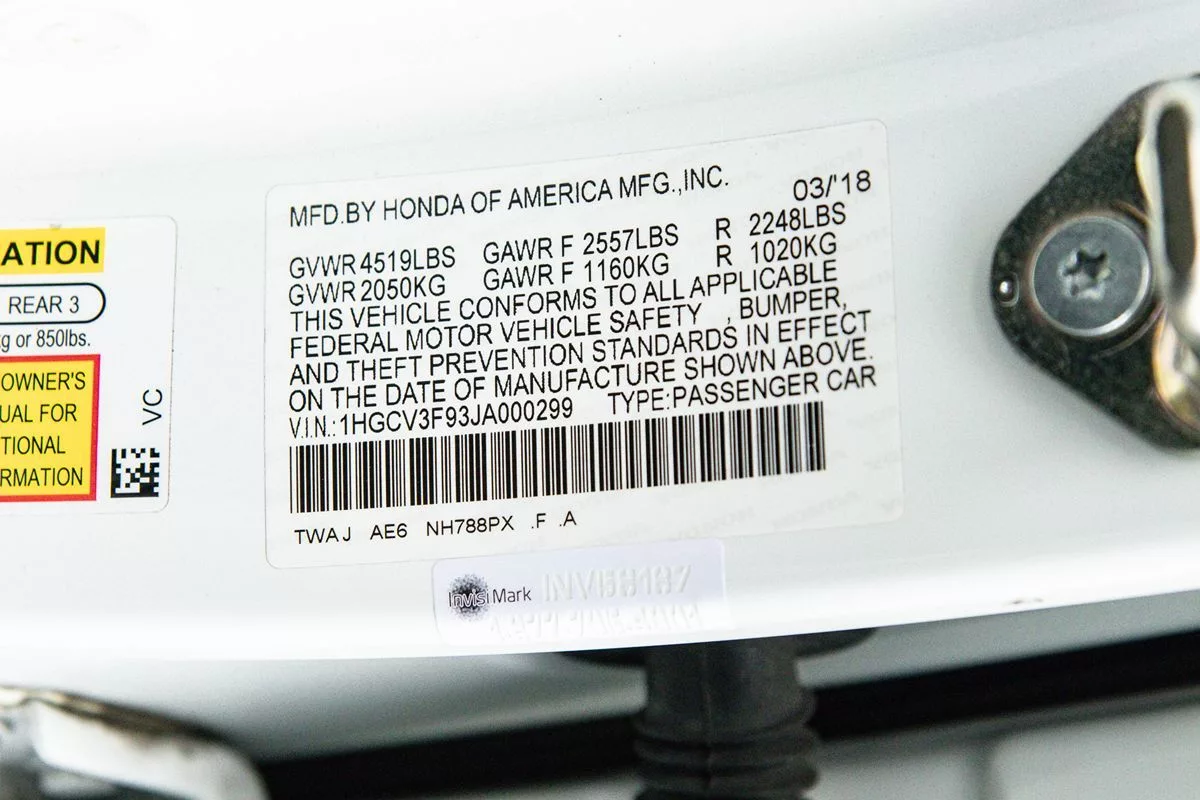 ATION
REAR 3
g or 850lbs.
OWNER'S
UAL FOR
TIONAL
RMATION
VC
MFD.BY HONDA OF AMERICA MFG.,INC. 03/'18
GVWR 4519LBS GAWR F 2557LBS R 2248LBS
GVWR 2050KG GAWR F 1160KG R 1020KG
THIS VEHICLE CONFORMS TO ALL APPLICABLE
FEDERAL MOTOR VEHICLE SAFETY , BUMPER,
AND THEFT PREVENTION STANDARDS IN EFFECT
ON THE DATE OF MANUFACTURE SHOWN ABOVE.
V.I.N.: 1HGCV3F93JA000299 TYPE:PASSENGER CAR
TWAJ AE6 NH788PX .F .A
InvisiMark